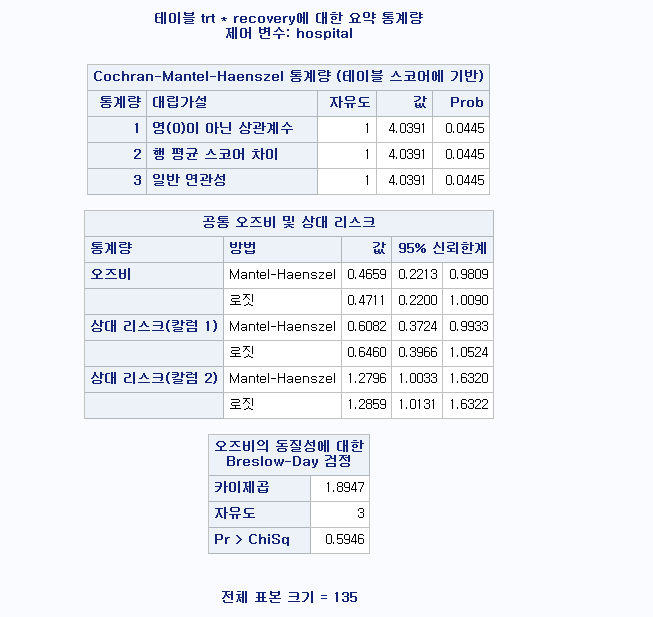 테이블 trt * recovery에 대한 요약 통계량
제어 변수: hospital
Cochran-Mantel-Haenszel 통계량 (테이블 스코어에 기반)
통계량 대립가설 자유도 값 Prob
1 영(0)이 아닌 상관계수 1 4.0391 0.0445
2 행 평균 스코어 차이 1 4.0391 0.0445
3 일반 연관성 1 4.0391 0.0445
공통 오즈비 및 상대 리스크
통계량 방법 값 95% 신뢰한계
오즈비 Mantel-Haenszel 0.4659 0.2213 0.9809
로짓 0.4711 0.2200 1.0090
상대 리스크(칼럼 1) Mantel-Haenszel 0.6082 0.3724 0.9933
로짓 0.6460 0.3966 1.0524
상대 리스크(칼럼 2) Mantel-Haenszel 1.2796 1.0033 1.6320
로짓 1.2859 1.0131 1.6322
오즈비의 동질성에 대한
Breslow-Day 검정
카이제곱 1.8947
자유도 3
Pr > ChiSq 0.5946
전체 표본 크기 = 135